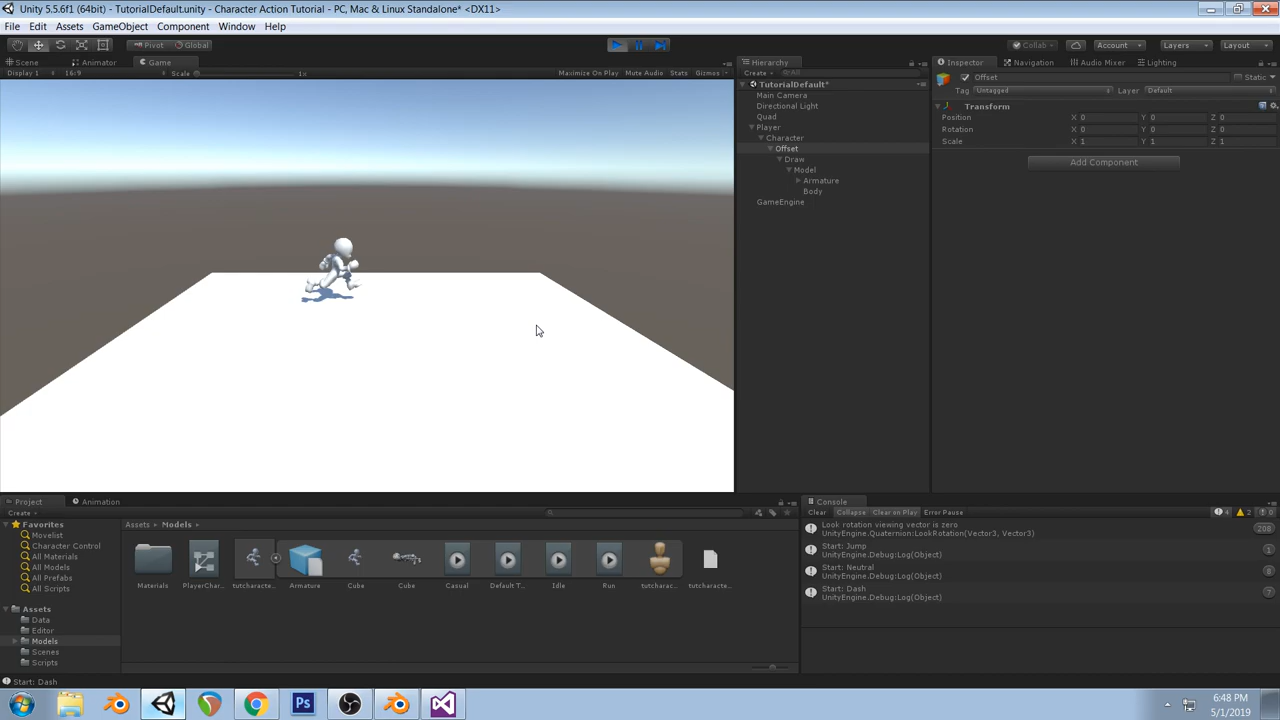 Unity 5.5.6f1 (64bit) - TutorialDefault.unity - Character Action Tutorial - PC, Mac & Linux Standalone* <DX11>
File Edit Assets GameObject Component Window Help
Pivot Global Collab Account Layers Layout
Scene Animator Game Hierarchy Inspector Navigation Audio Mixer Lighting
Display 1 16:9 Scale 1x Maximize On Play Mute Audio Stats Gizmos Create All
Offset Static
Tag Untagged Layer Default
TutorialDefault*
Main Camera
Directional Light
Quad
Player
Character
Offset
Draw
Model
Armature
Body
GameEngine
Transform
Position X 0 Y 0 Z 0
Rotation X 0 Y 0 Z 0
Scale X 1 Y 1 Z 1
Add Component
Project Animation
Create
Favorites
Movelist
Character Control
All Materials
All Models
All Prefabs
All Scripts
Assets
Data
Editor
Models
Scenes
Scripts
Assets Models
Materials PlayerChar... tutcharacte... Armature Cube Cube Casual Default T... Idle Run tutcharac... tutcharacte...
Console
Clear Collapse Clear on Play Error Pause 4 2 0
Look rotation viewing vector is zero
UnityEngine.Quaternion:LookRotation(Vector3, Vector3)
208
Start: Jump
UnityEngine.Debug:Log(Object)
1
Start: Neutral
UnityEngine.Debug:Log(Object)
8
Start: Dash
UnityEngine.Debug:Log(Object)
7
Start: Dash
Ps
6:48 PM
5/1/2019